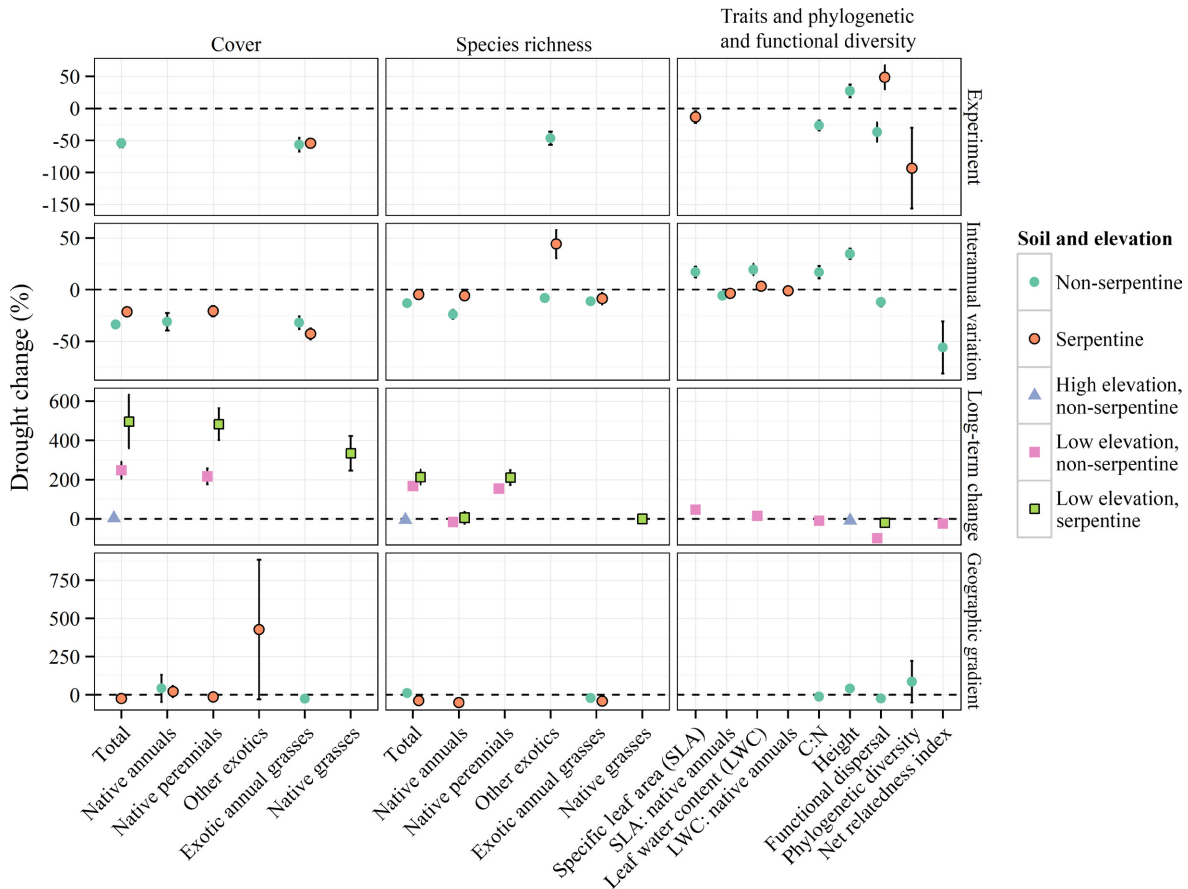 Cover
Species richness
Traits and phylogenetic
and functional diversity
Drought change (%)
50
0
-50
-100
-150
Experiment
50
0
-50
Interannual variation
600
400
200
0
Long-term change
750
500
250
0
Geographic gradient
Total
Native annuals
Native perennials
Other exotics
Exotic annual grasses
Native grasses
Total
Native annuals
Native perennials
Other exotics
Exotic annual grasses
Native grasses
Specific leaf area (SLA)
SLA: native annuals
Leaf water content (LWC)
LWC: native annuals
C:N
Height
Functional dispersal
Phylogenetic diversity
Net relatedness index
Soil and elevation
Non-serpentine
Serpentine
High elevation,
non-serpentine
Low elevation,
non-serpentine
Low elevation,
serpentine